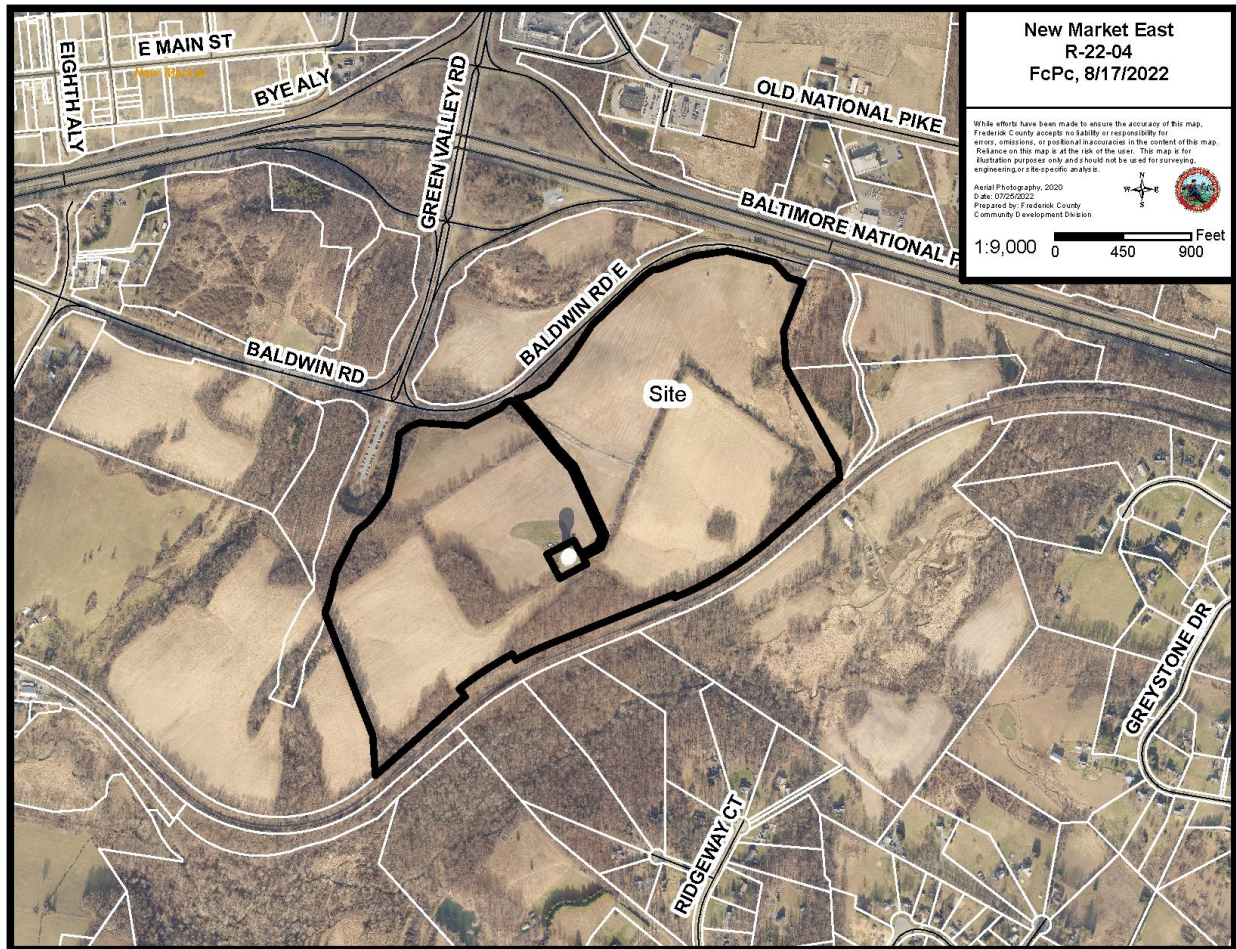 New Market East
R-22-04
FcPc, 8/17/2022
While efforts have been made to ensure the accuracy of this map,
Frederick County accepts no liability or responsibility for
errors, omissions, or positional inaccuracies in the content of this map.
Reliance on this map is at the risk of the user. This map is for
illustration purposes only and should not be used for surveying,
engineering, or site-specific analysis.
Aerial Photography, 2020
Date: 07/25/2022
Prepared by: Frederick County
Community Development Division
N
W E
S
1:9,000
0 450 900 Feet
E MAIN ST
New Market
EIGHTH ALY
BYE ALY
GREEN VALLEY RD
OLD NATIONAL PIKE
BALTIMORE NATIONAL P
BALDWIN RD E
BALDWIN RD
Site
GREYSTONE DR
RIDGEWAY CT